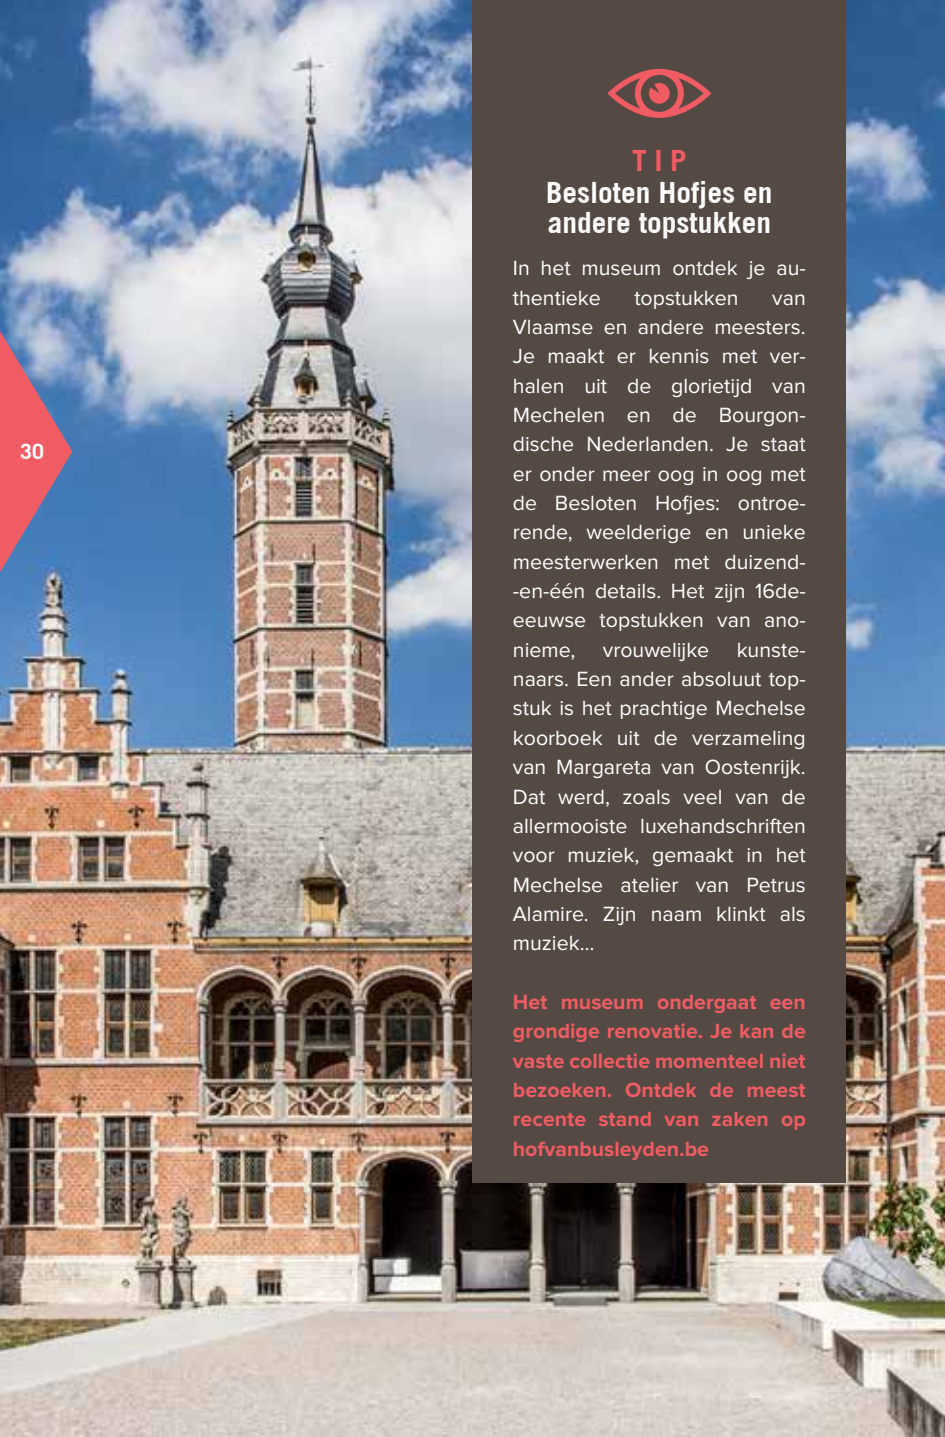 TIP
Besloten Hofjes en
andere topstukken
In het museum ontdek je au-
thentieke topstukken van
Vlaamse en andere meesters.
Je maakt er kennis met ver-
halen uit de glorietijd van
Mechelen en de Bourgon-
dische Nederlanden. Je staat
er onder meer oog in oog met
de Besloten Hofjes: ontroe-
rende, weelderige en unieke
meesterwerken met duizend-
-en-één details. Het zijn 16de-
eeuwse topstukken van ano-
nieme, vrouwelijke kunste-
naars. Een ander absoluut top-
stuk is het prachtige Mechelse
koorboek uit de verzameling
van Margareta van Oostenrijk.
Dat werd, zoals veel van de
allermooiste luxehandschriften
voor muziek, gemaakt in het
Mechelse atelier van Petrus
Alamire. Zijn naam klinkt als
muziek...
Het museum ondergaat een
grondige renovatie. Je kan de
vaste collectie momenteel niet
bezoeken. Ontdek de meest
recente stand van zaken op
hofvanbusleyden.be
30